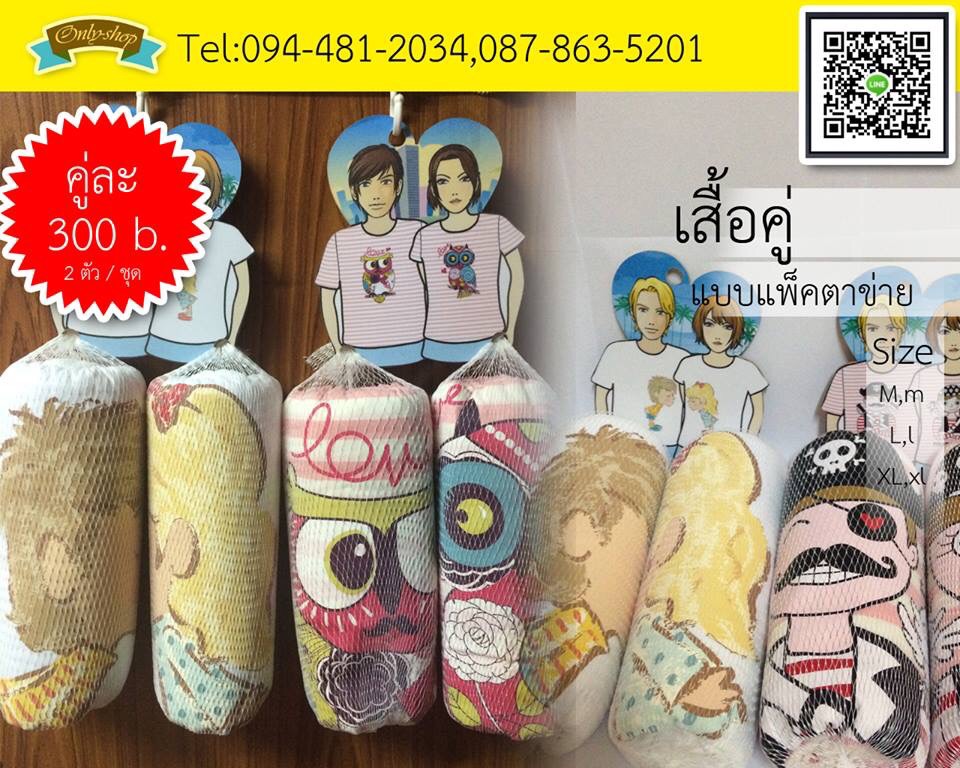 Only-shop
Tel:094-481-2034,087-863-5201
LINE
คู่ละ
300 b.
2 ตัว / ชุด
เสื้อคู่
แบบแพ็คตาข่าย
Size
M,m
L,l
XL,xl
love